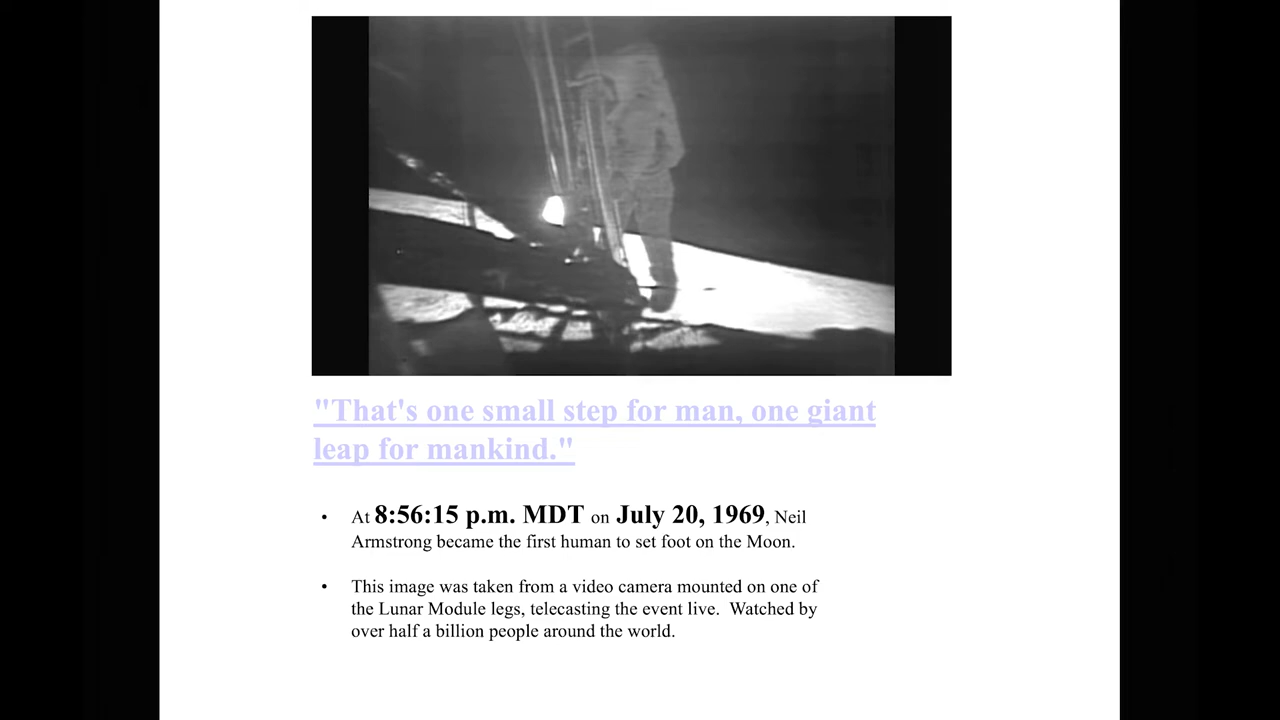 "That's one small step for man, one giant
leap for mankind."
• At 8:56:15 p.m. MDT on July 20, 1969, Neil
Armstrong became the first human to set foot on the Moon.
• This image was taken from a video camera mounted on one of
the Lunar Module legs, telecasting the event live.  Watched by
over half a billion people around the world.